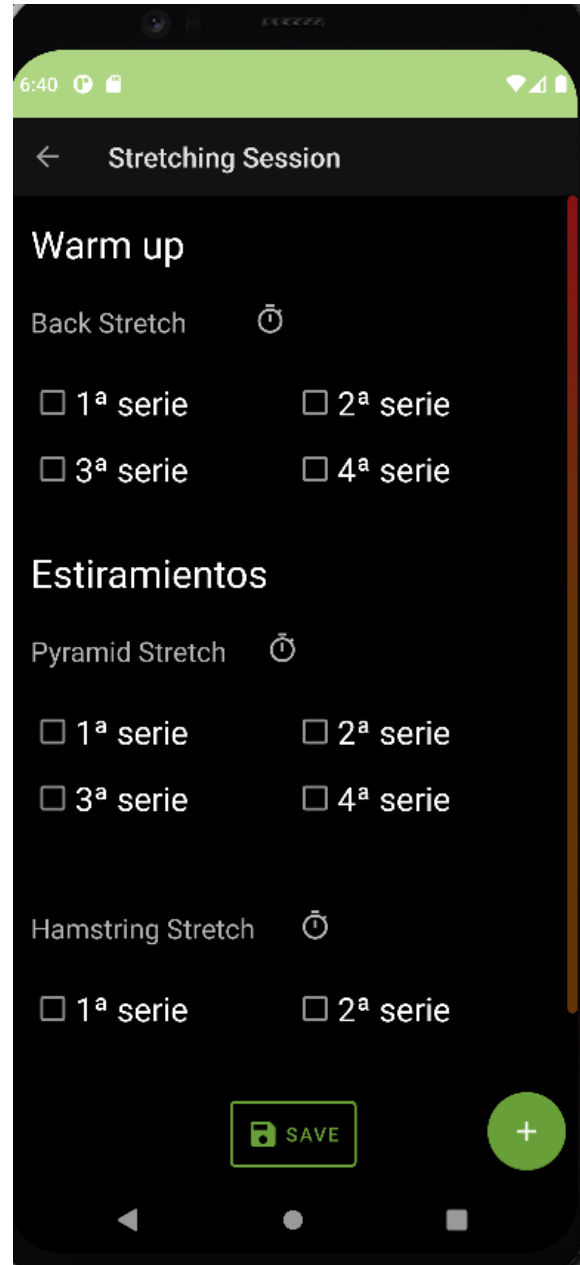 6:40
Stretching Session
Warm up
Back Stretch
1ª serie 2ª serie
3ª serie 4ª serie
Estiramientos
Pyramid Stretch
1ª serie 2ª serie
3ª serie 4ª serie
Hamstring Stretch
1ª serie 2ª serie
SAVE +